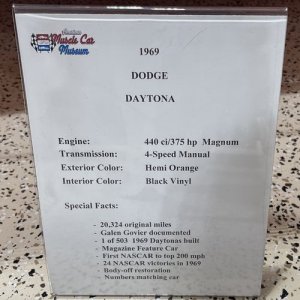 Muscle Car
Museum
1969
DODGE
DAYTONA
Engine: 440 ci/375 hp Magnum
Transmission: 4-Speed Manual
Exterior Color: Hemi Orange
Interior Color: Black Vinyl
Special Facts:
- 20,324 original miles
- Galen Govier documented
- 1 of 503 1969 Daytonas built
- Magazine Feature Car
- First NASCAR to top 200 mph
- 24 NASCAR victories in 1969
- Body-off restoration
- Numbers matching car